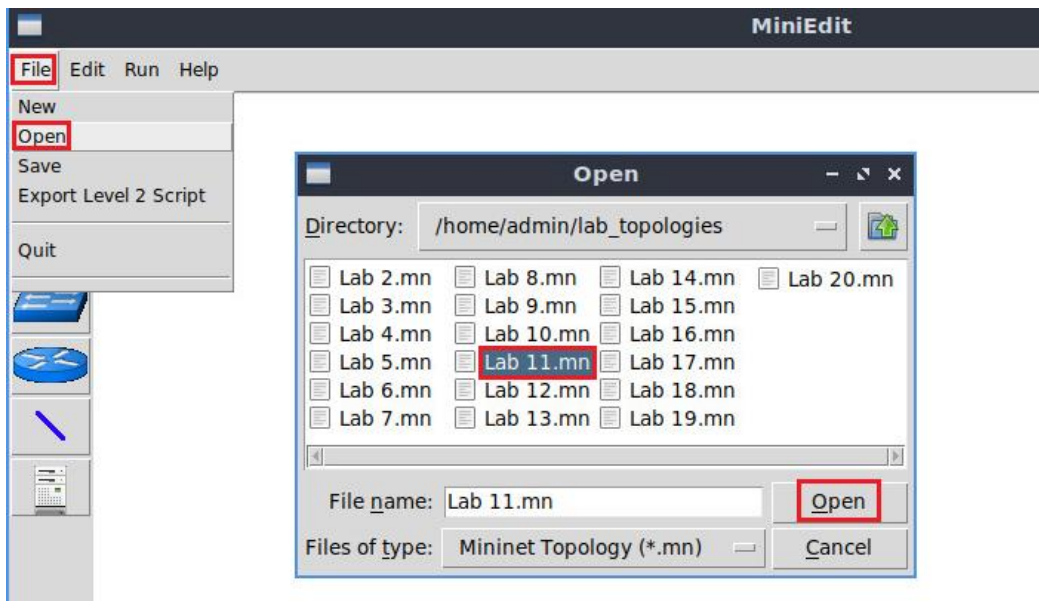 MiniEdit
File Edit Run Help
New
Open
Save
Export Level 2 Script
Quit
Open
Directory: /home/admin/lab_topologies
Lab 2.mn Lab 8.mn Lab 14.mn Lab 20.mn
Lab 3.mn Lab 9.mn Lab 15.mn
Lab 4.mn Lab 10.mn Lab 16.mn
Lab 5.mn Lab 11.mn Lab 17.mn
Lab 6.mn Lab 12.mn Lab 18.mn
Lab 7.mn Lab 13.mn Lab 19.mn
File name: Lab 11.mn Open
Files of type: Mininet Topology (*.mn) Cancel